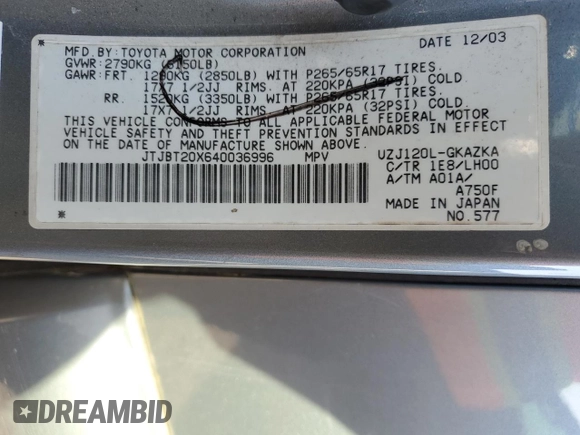 MFD.BY:TOYOTA MOTOR CORPORATION DATE 12/03
GVWR:2790KG (6150LB)
GAWR:FRT. 1290KG (2850LB) WITH P265/65R17 TIRES.
17X7 1/2JJ RIMS. AT 220KPA (32PSI) COLD
RR. 1520KG (3350LB) WITH P265/65R17 TIRES.
17X7 1/2JJ RIMS. AT 220KPA (32PSI) COLD
THIS VEHICLE CONFORMS TO ALL APPLICABLE FEDERAL MOTOR
VEHICLE SAFETY AND THEFT PREVENTION STANDARDS IN EFFECT
ON THE DATE OF MANUFACTURE SHOWN ABOVE.
JTJBT20X640036996 MPV UZJ120L-GKAZKA
C/TR 1E8/LH00
A/TM A01A/
A750F
MADE IN JAPAN
NO.577
DREAMBID